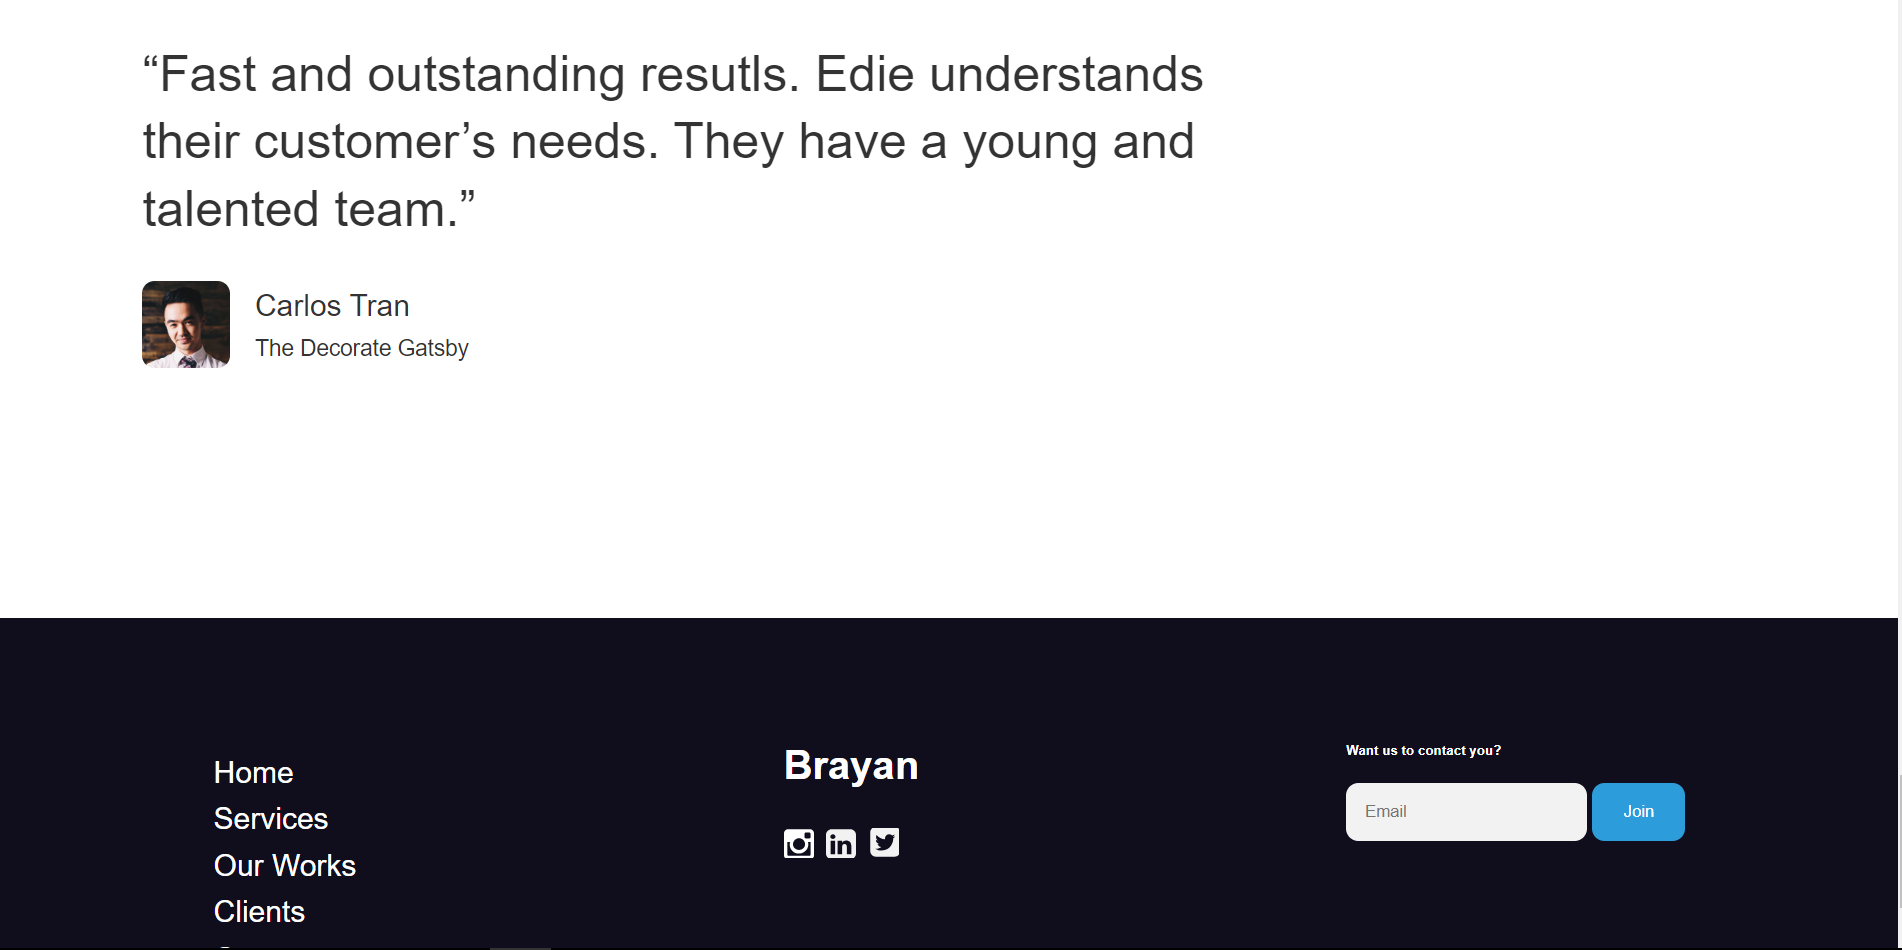 “Fast and outstanding resutls. Edie understands
their customer’s needs. They have a young and
talented team.”
Carlos Tran
The Decorate Gatsby
Home
Services
Our Works
Clients
Brayan
in
Want us to contact you?
Email
Join